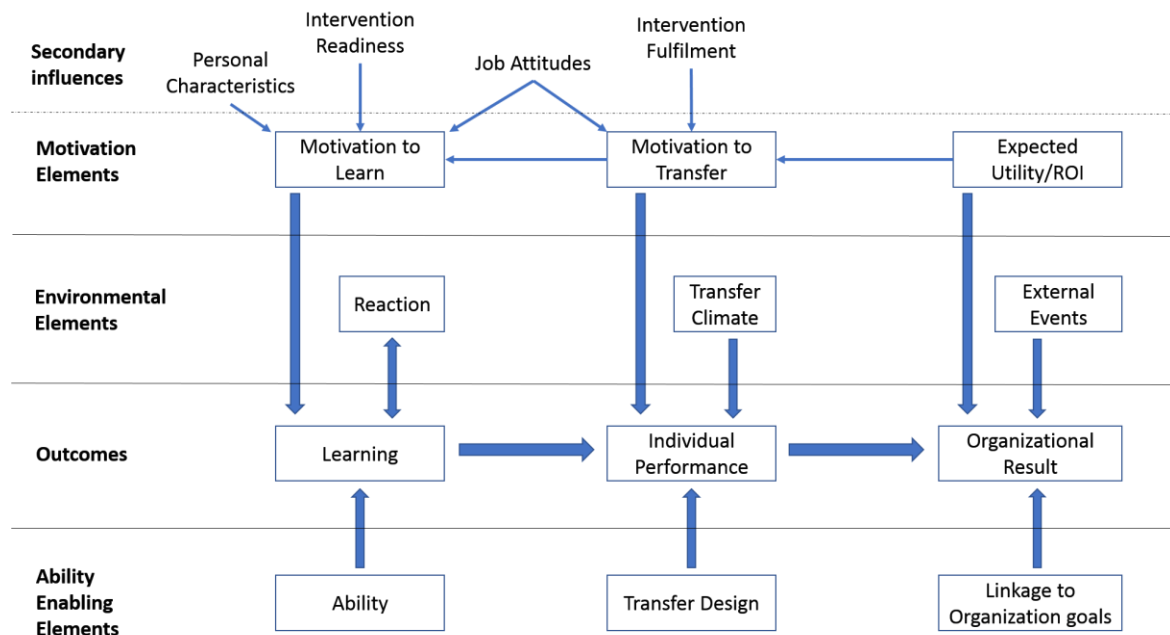 Secondary
influences
Personal
Characteristics
Intervention
Readiness
Job Attitudes
Intervention
Fulfilment
Motivation
Elements
Motivation to
Learn
Motivation to
Transfer
Expected
Utility/ROI
Environmental
Elements
Reaction
Transfer
Climate
External
Events
Outcomes
Learning
Individual
Performance
Organizational
Result
Ability
Enabling
Elements
Ability
Transfer Design
Linkage to
Organization goals